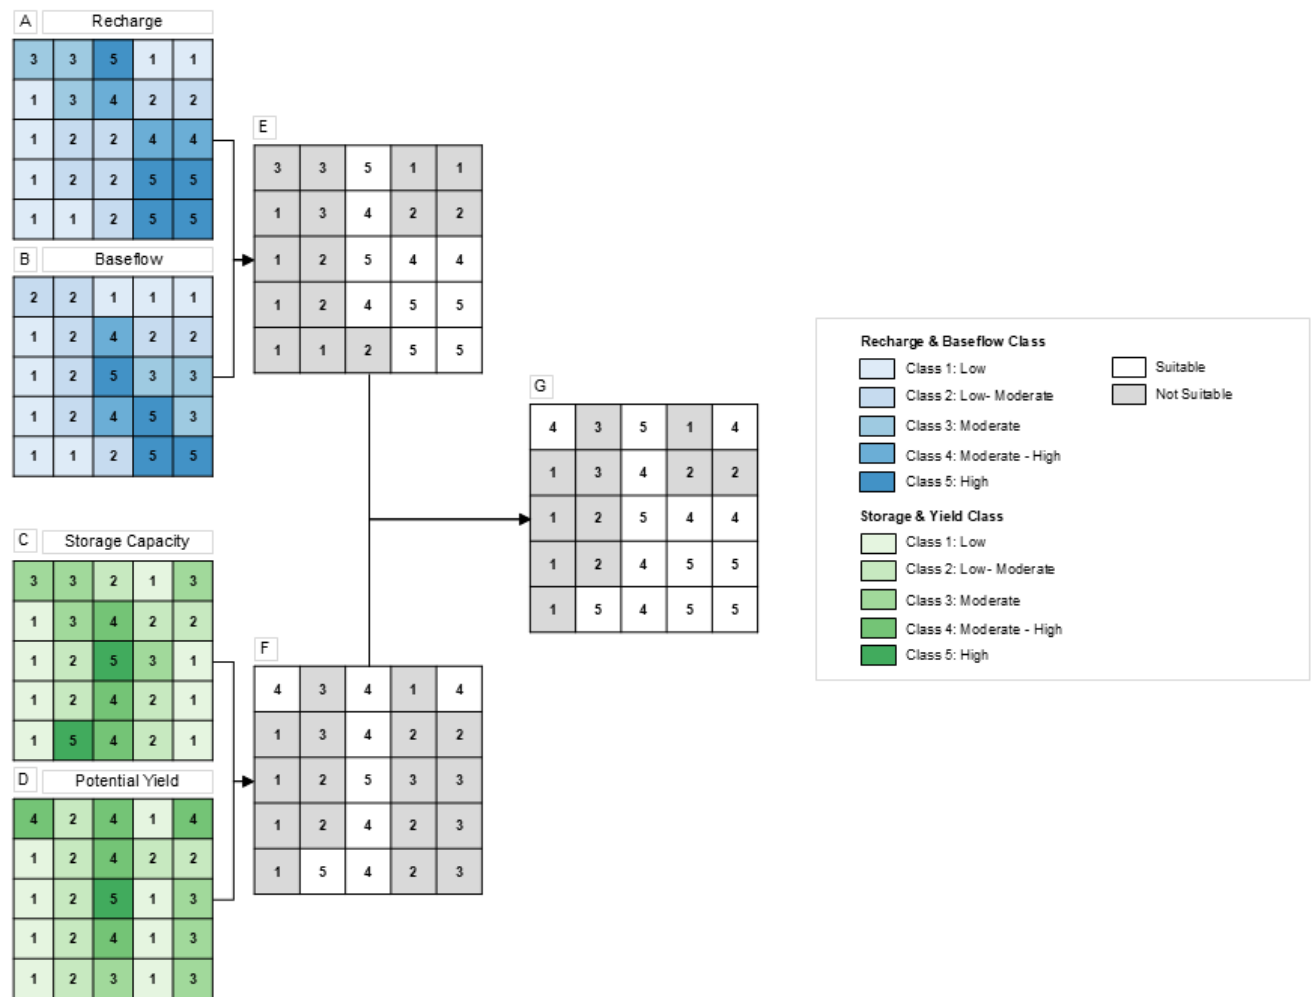 A Recharge
3 3 5 1 1
1 3 4 2 2
1 2 2 4 4
1 2 2 5 5
1 1 2 5 5
B Baseflow
2 2 1 1 1
1 2 4 2 2
1 2 5 3 3
1 2 4 5 3
1 1 2 5 5
C Storage Capacity
3 3 2 1 3
1 3 4 2 2
1 2 5 3 1
1 2 4 2 1
1 5 4 2 1
D Potential Yield
4 2 4 1 4
1 2 4 2 2
1 2 5 1 3
1 2 4 1 3
1 2 3 1 3
E
3 3 5 1 1
1 3 4 2 2
1 2 5 4 4
1 2 4 5 5
1 1 2 5 5
F
4 3 4 1 4
1 3 4 2 2
1 2 5 3 3
1 2 4 2 3
1 5 4 2 3
G
4 3 5 1 4
1 3 4 2 2
1 2 5 4 4
1 2 4 5 5
1 5 4 5 5
Recharge & Baseflow Class
Class 1: Low
Class 2: Low- Moderate
Class 3: Moderate
Class 4: Moderate - High
Class 5: High
Storage & Yield Class
Class 1: Low
Class 2: Low- Moderate
Class 3: Moderate
Class 4: Moderate - High
Class 5: High
Suitable
Not Suitable